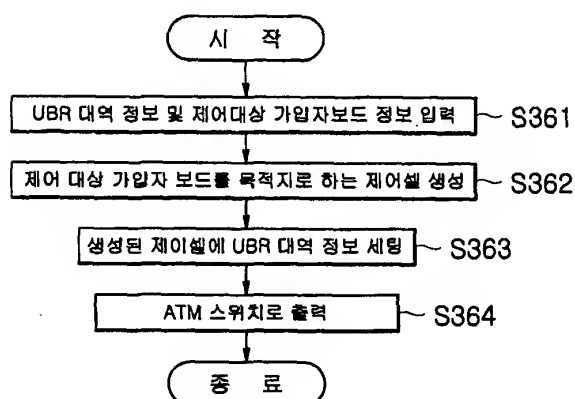 시 작
UBR 대역 정보 및 제어대상 가입자보드 정보 입력 S361
제어 대상 가입자 보드를 목적지로 하는 제어셀 생성 S362
생성된 제이셀에 UBR 대역 정보 세팅 S363
ATM 스위치로 출력 S364
종 료